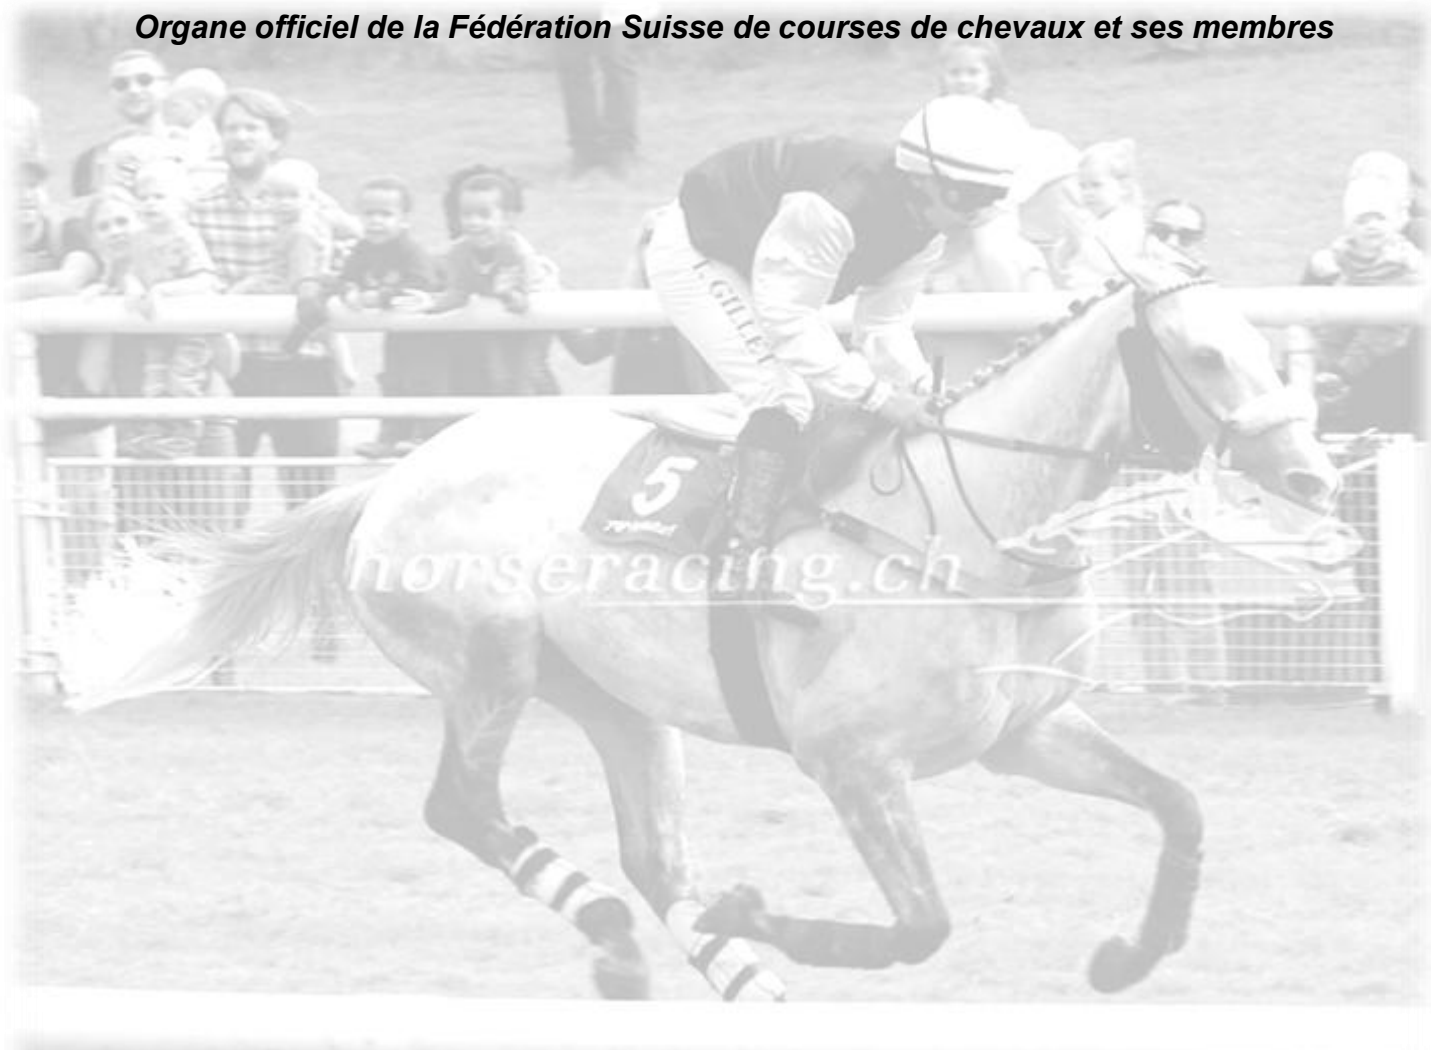 Organe officiel de la Fédération Suisse de courses de chevaux et ses membres
GILLET
5
horseracing.ch